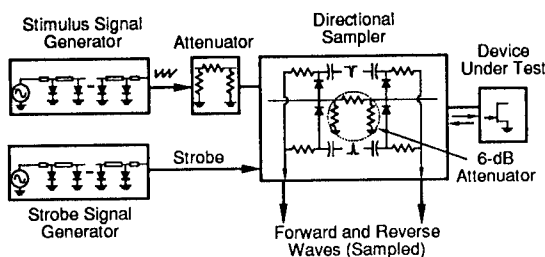 Stimulus Signal
Generator
Attenuator
Directional
Sampler
Device
Under Test
Strobe
6-dB
Attenuator
Strobe Signal
Generator
Forward and Reverse
Waves (Sampled)